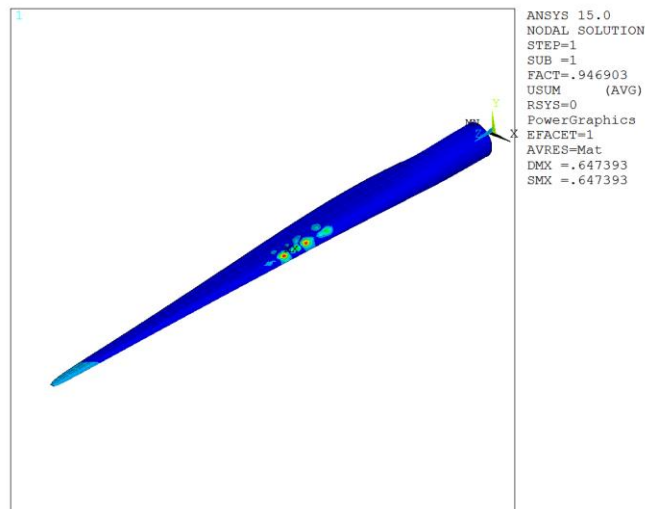 1
ANSYS 15.0
NODAL SOLUTION
STEP=1
SUB =1
FACT=.946903
USUM (AVG)
RSYS=0
PowerGraphics
EFACET=1
AVRES=Mat
DMX =.647393
SMX =.647393
Y
Z
X